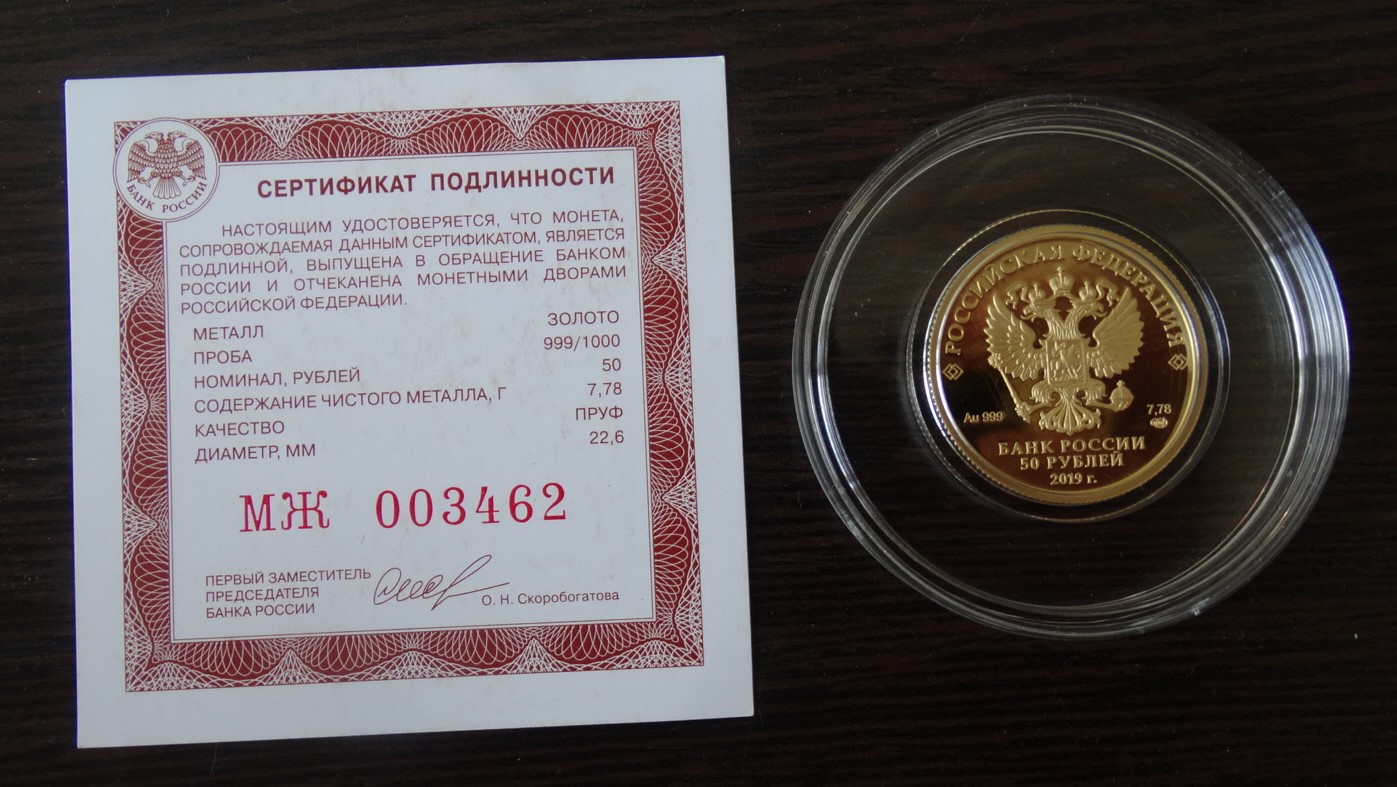 БАНК РОССИИ
СЕРТИФИКАТ ПОДЛИННОСТИ
НАСТОЯЩИМ УДОСТОВЕРЯЕТСЯ, ЧТО МОНЕТА,
СОПРОВОЖДАЕМАЯ ДАННЫМ СЕРТИФИКАТОМ, ЯВЛЯЕТСЯ
ПОДЛИННОЙ, ВЫПУЩЕНА В ОБРАЩЕНИЕ БАНКОМ
РОССИИ И ОТЧЕКАНЕНА МОНЕТНЫМИ ДВОРАМИ
РОССИЙСКОЙ ФЕДЕРАЦИИ.
МЕТАЛЛ ЗОЛОТО
ПРОБА 999/1000
НОМИНАЛ, РУБЛЕЙ 50
СОДЕРЖАНИЕ ЧИСТОГО МЕТАЛЛА, Г 7,78
КАЧЕСТВО ПРУФ
ДИАМЕТР, ММ 22,6
МЖ 003462
ПЕРВЫЙ ЗАМЕСТИТЕЛЬ
ПРЕДСЕДАТЕЛЯ
БАНКА РОССИИ
О. Н. Скоробогатова
РОССИЙСКАЯ ФЕДЕРАЦИЯ
Au 999 7,78
БАНК РОССИИ
50 РУБЛЕЙ
2019 г.